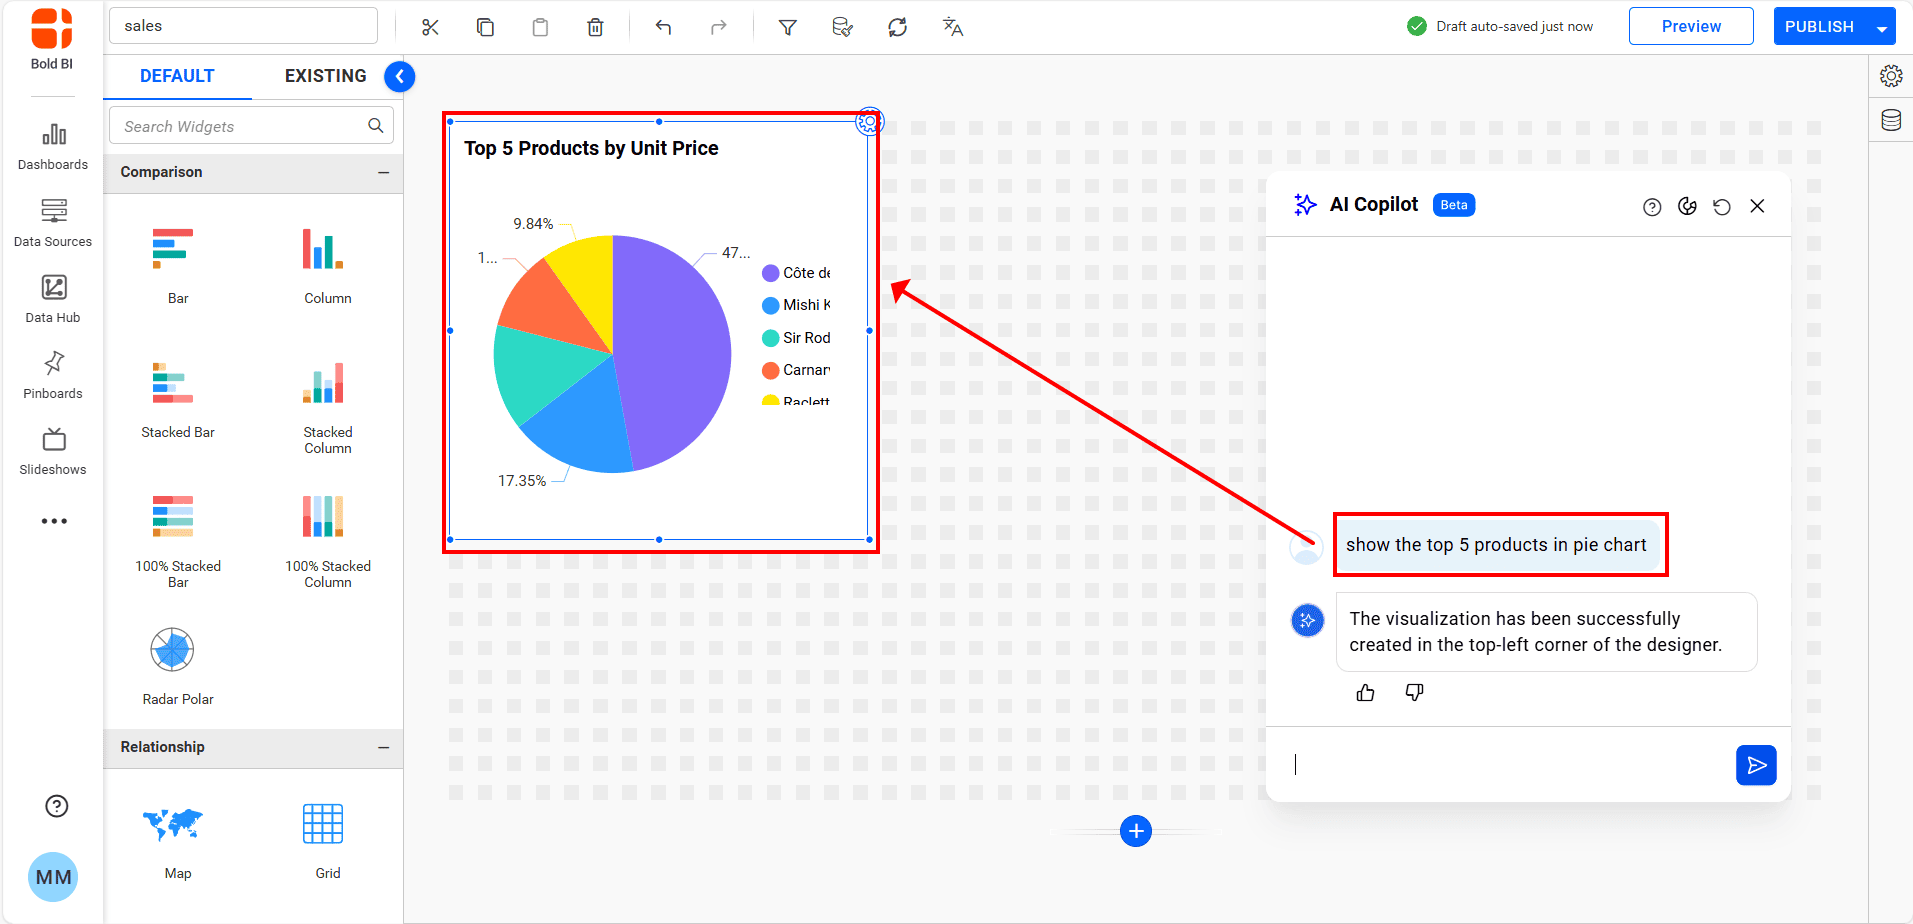 sales
Draft auto-saved just now
Preview
PUBLISH
Bold BI
Dashboards
Data Sources
Data Hub
Pinboards
Slideshows
MM
DEFAULT
EXISTING
Search Widgets
Comparison
Bar
Column
Stacked Bar
Stacked
Column
100% Stacked
Bar
100% Stacked
Column
Radar Polar
Relationship
Map
Grid
Top 5 Products by Unit Price
9.84%
1...
47...
17.35%
Côte de
Mishi K
Sir Rod
Carnar
Raclett
AI Copilot
Beta
show the top 5 products in pie chart
The visualization has been successfully
created in the top-left corner of the designer.